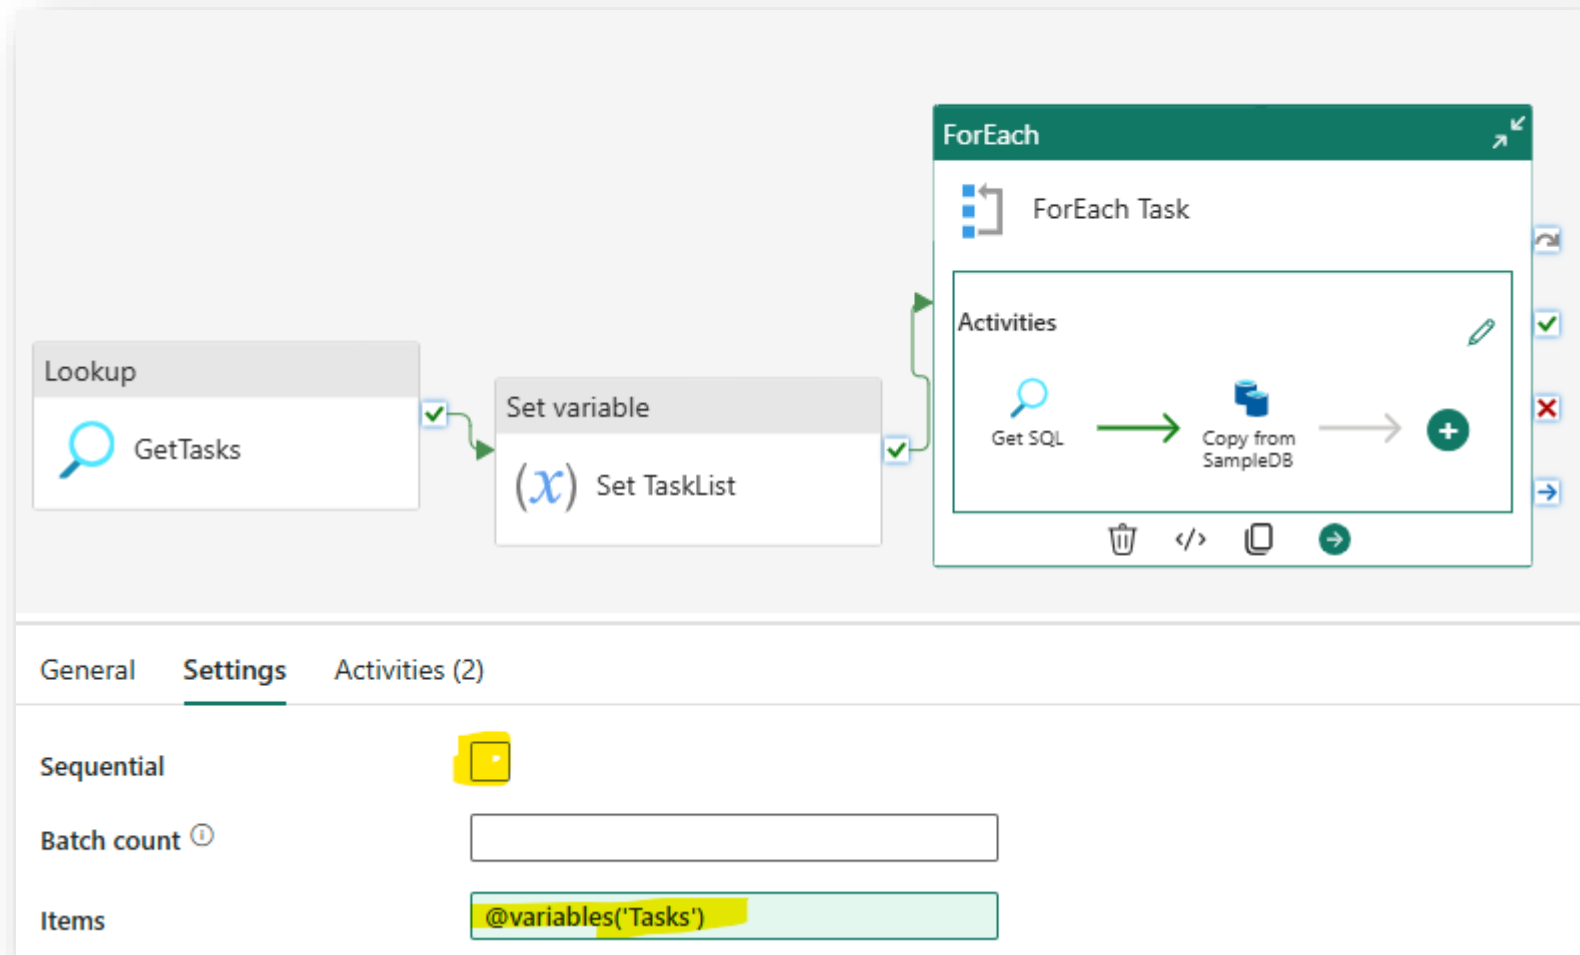 ForEach
ForEach Task
Activities
Get SQL
Copy from
SampleDB
Lookup
GetTasks
Set variable
(x) Set TaskList
</>
General Settings Activities (2)
Sequential
Batch count
Items @variables('Tasks')